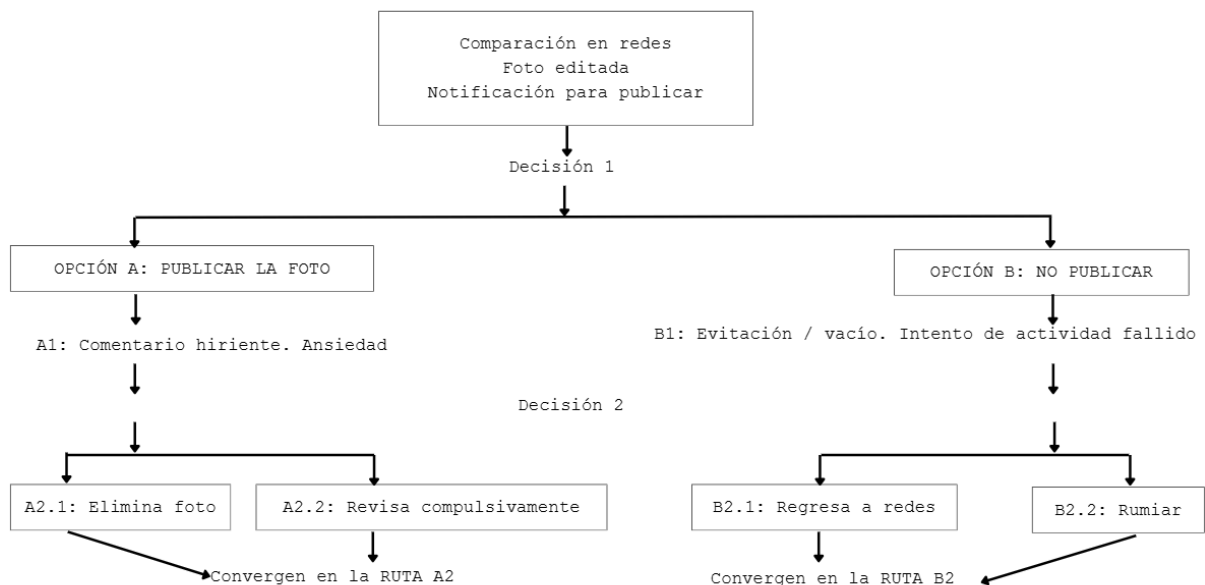 Comparación en redes
Foto editada
Notificación para publicar
Decisión 1
OPCIÓN A: PUBLICAR LA FOTO
OPCIÓN B: NO PUBLICAR
A1: Comentario hiriente. Ansiedad
B1: Evitación / vacío. Intento de actividad fallido
Decisión 2
A2.1: Elimina foto
A2.2: Revisa compulsivamente
B2.1: Regresa a redes
B2.2: Rumiar
Convergen en la RUTA A2
Convergen en la RUTA B2